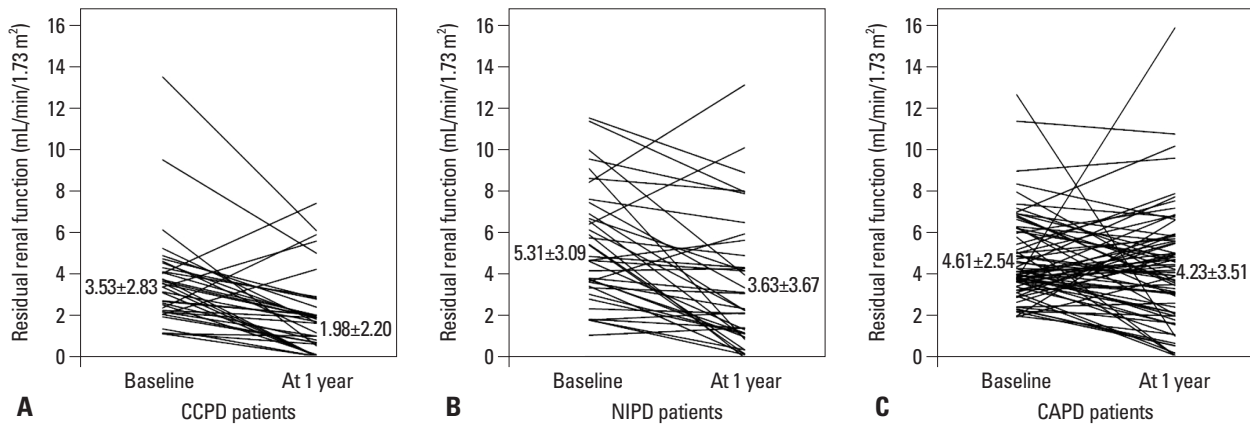 Residual renal function (mL/min/1.73 m²)
16
14
12
10
8
6
4
2
0
3.53±2.83
1.98±2.20
Baseline
At 1 year
A
CCPD patients
Residual renal function (mL/min/1.73 m²)
16
14
12
10
8
6
4
2
0
5.31±3.09
3.63±3.67
Baseline
At 1 year
B
NIPD patients
Residual renal function (mL/min/1.73 m²)
16
14
12
10
8
6
4
2
0
4.61±2.54
4.23±3.51
Baseline
At 1 year
C
CAPD patients